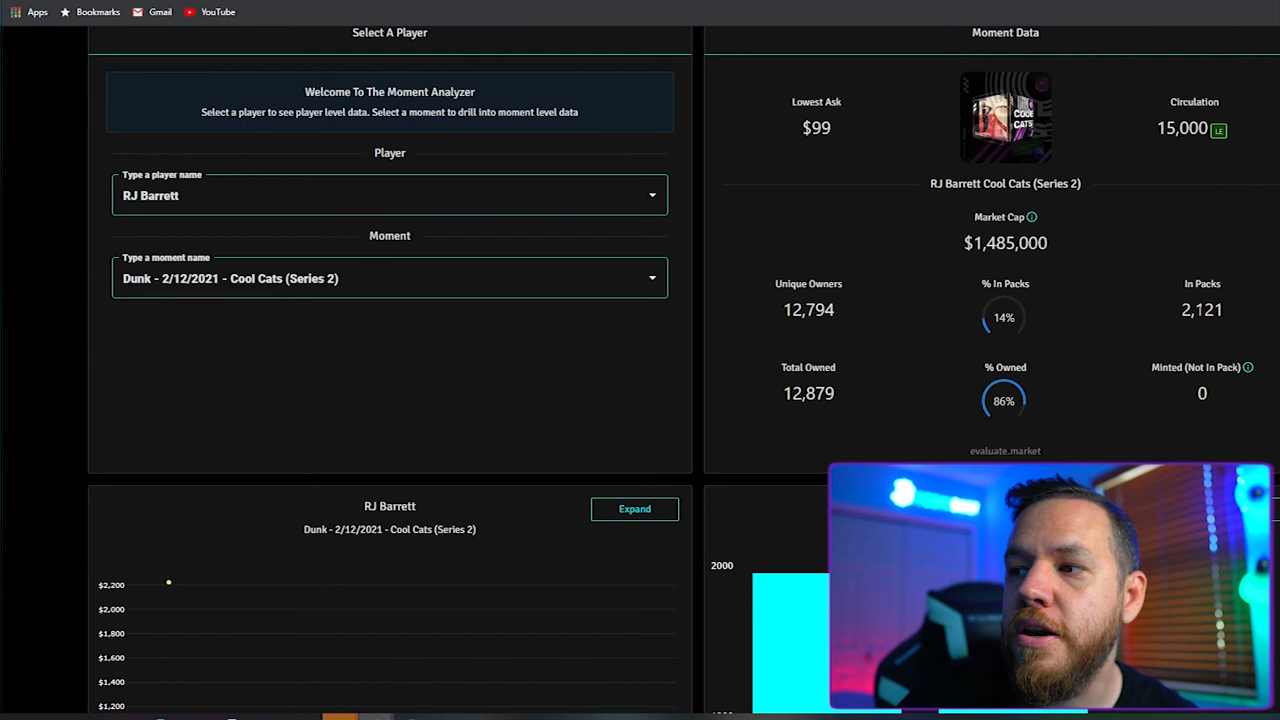 Apps
Bookmarks
Gmail
YouTube
Select A Player
Welcome To The Moment Analyzer
Select a player to see player level data. Select a moment to drill into moment level data
Player
Type a player name
RJ Barrett
Moment
Type a moment name
Dunk - 2/12/2021 - Cool Cats (Series 2)
Moment Data
Lowest Ask
$99
COOL
CATS
Circulation
15,000 LE
RJ Barrett Cool Cats (Series 2)
Market Cap
$1,485,000
Unique Owners
12,794
% In Packs
14%
In Packs
2,121
Total Owned
12,879
% Owned
86%
Minted (Not In Pack)
0
evaluate.market
RJ Barrett
Dunk - 2/12/2021 - Cool Cats (Series 2)
Expand
$2,200
$2,000
$1,800
$1,600
$1,400
$1,200
2000